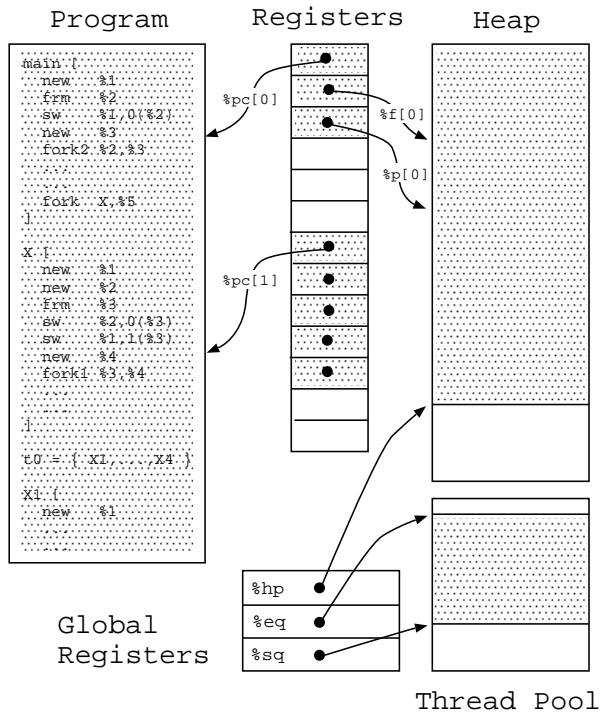 Program
Registers
Heap
main [
new %1
frm %2
sw %1,0(%2)
new %3
fork2 %2,%3
...
...
fork X,%5
]
X [
new %1
new %2
frm %3
sw %2,0(%3)
sw %1,1(%3)
new %4
fork1 %3,%4
...
...
]
t0 = { X1,...,X4 }
X1 [
new %1
...
...
%pc[0]
%f[0]
%p[0]
%pc[1]
%hp
%eq
%sq
Global
Registers
Thread Pool